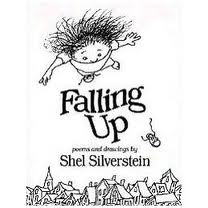 Falling
Up
poems and drawings by
Shel Silverstein